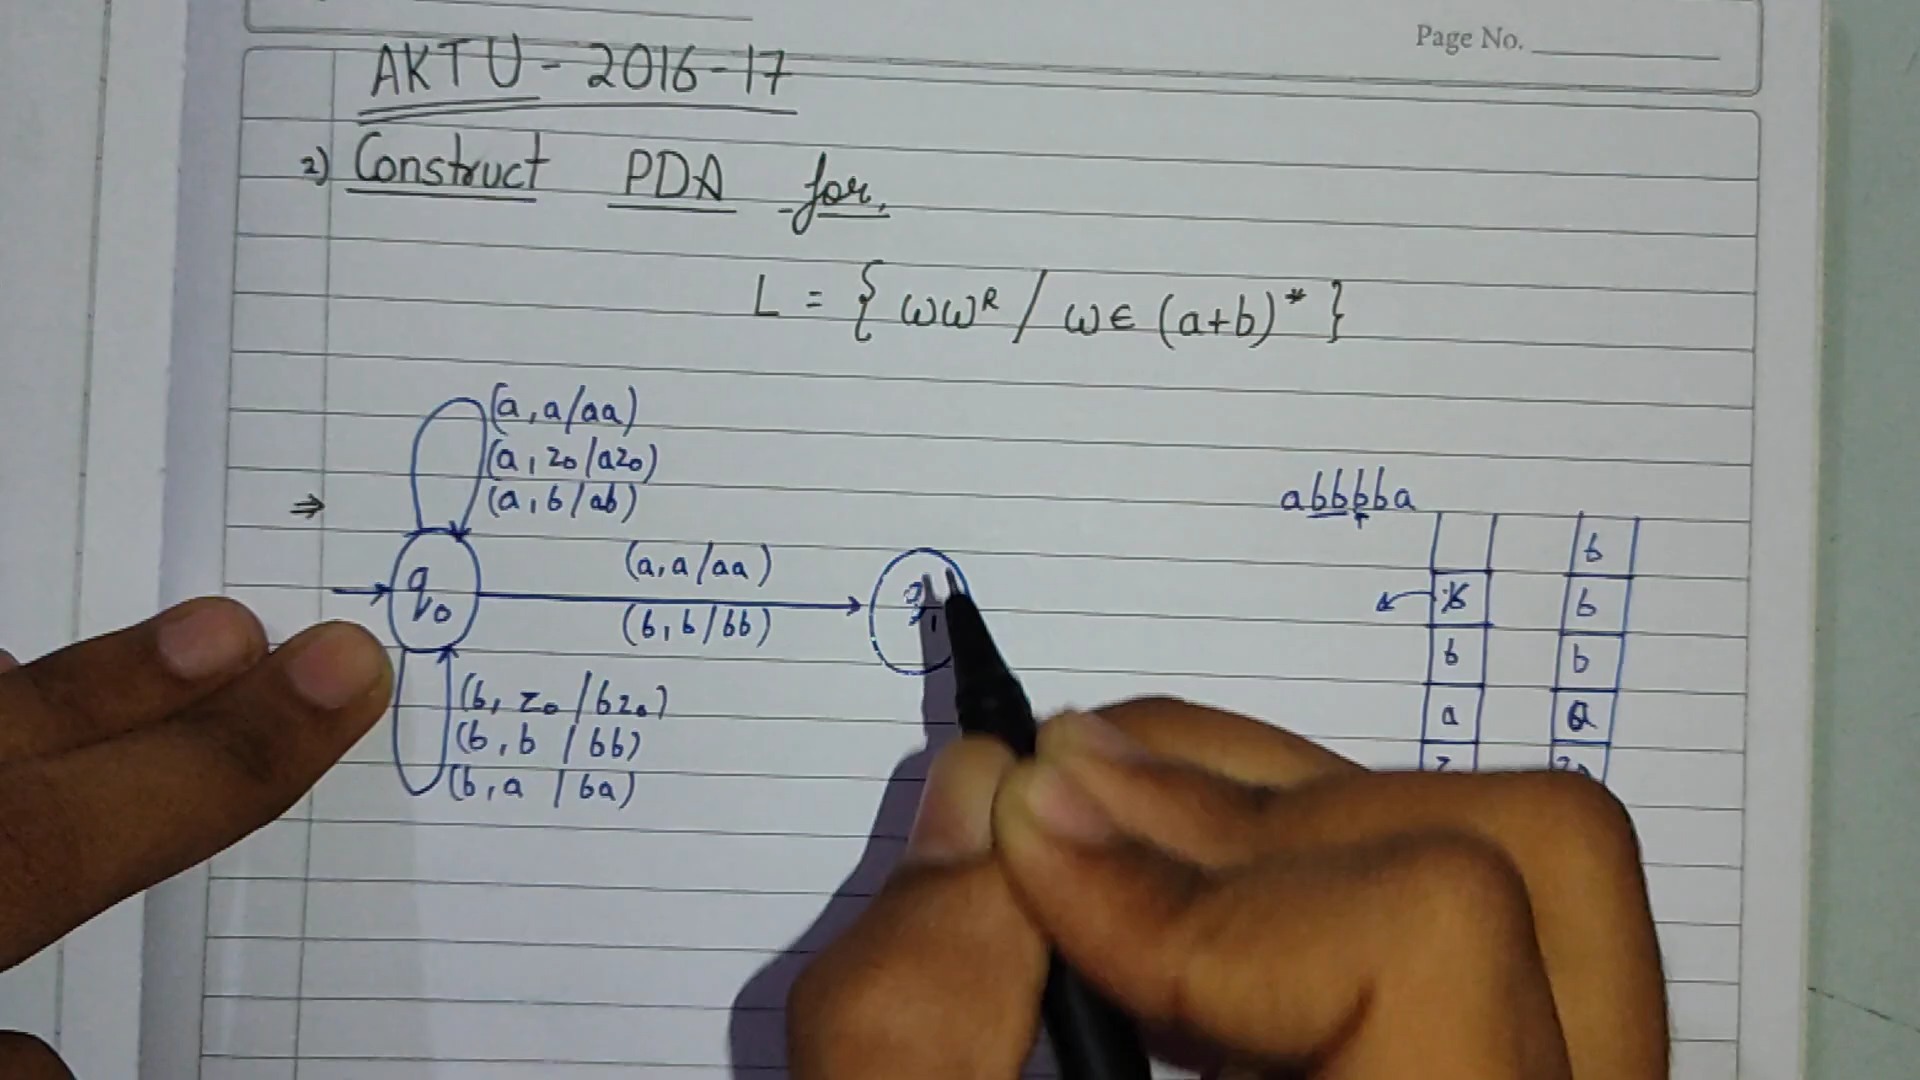 Page No.
AKTU - 2016-17
2) Construct PDA for,
L = { ωω^R / ω ∈ (a+b)^* }
(a, a/aa)
(a, z₀/az₀)
(a, b/ab)
⇒
abbbba
q₀
(a, a/aa)
(b, b/bb)
(b, z₀/bz₀)
(b, b/bb)
(b, a/ba)
b
b
b
a
b
b
b
a